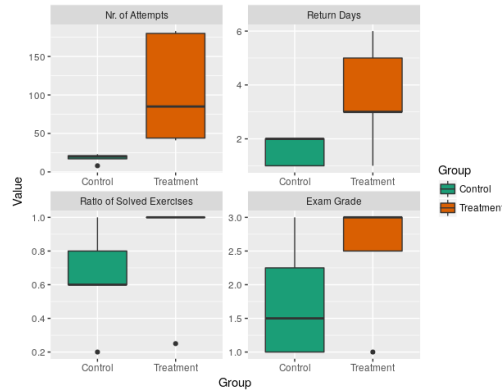 Nr. of Attempts
Return Days
150
100
50
0
6
4
2
Control
Treatment
Control
Treatment
Ratio of Solved Exercises
Exam Grade
1.0
0.8
0.6
0.4
0.2
3.0
2.5
2.0
1.5
1.0
Control
Treatment
Control
Treatment
Value
Group
Group
Control
Treatment